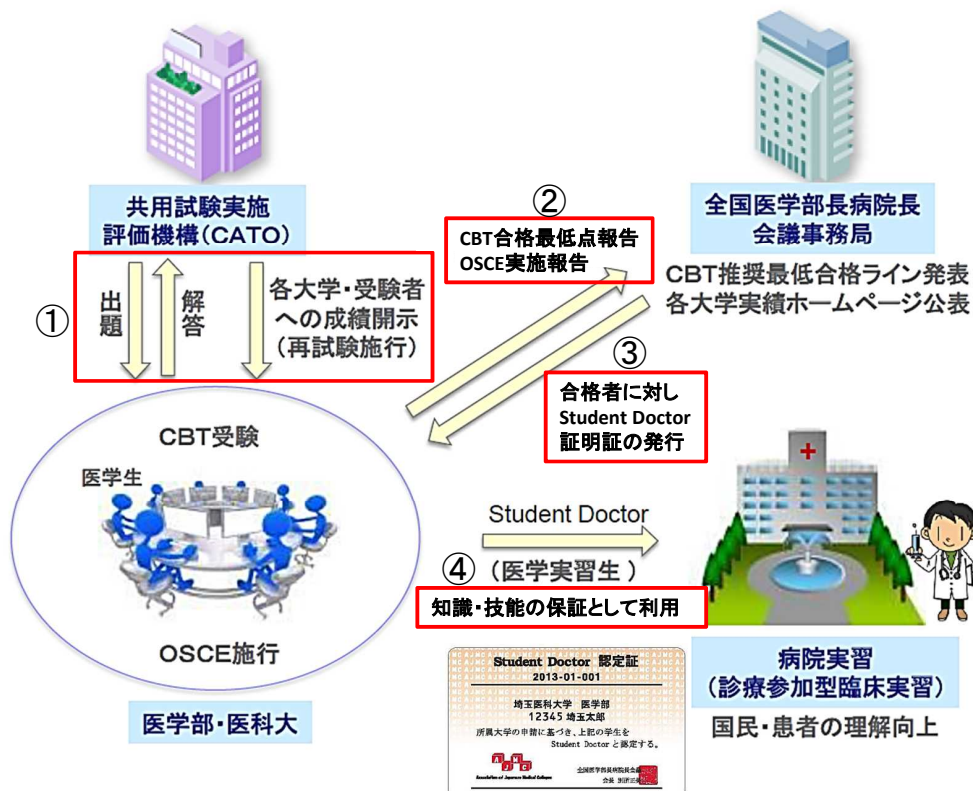 共用試験実施
評価機構(CATO)
全国医学部長病院長
会議事務局
CBT推奨最低合格ライン発表
各大学実績ホームページ公表
①
出題
解答
各大学・受験者
への成績開示
(再試験施行)
②
CBT合格最低点報告
OSCE実施報告
③
合格者に対し
Student Doctor
証明証の発行
CBT受験
医学生
OSCE施行
医学部・医科大
Student Doctor
④
(医学実習生)
知識・技能の保証として利用
病院実習
(診療参加型臨床実習)
国民・患者の理解向上
Student Doctor 認定証
2013-01-001
埼玉医科大学 医学部
12345 埼玉太郎
所属大学の申請に基づき、上記の学生を
Student Doctorと認定する。
AJMC
Association of Japanese Medical Colleges
全国医学部長病院長会議
会長